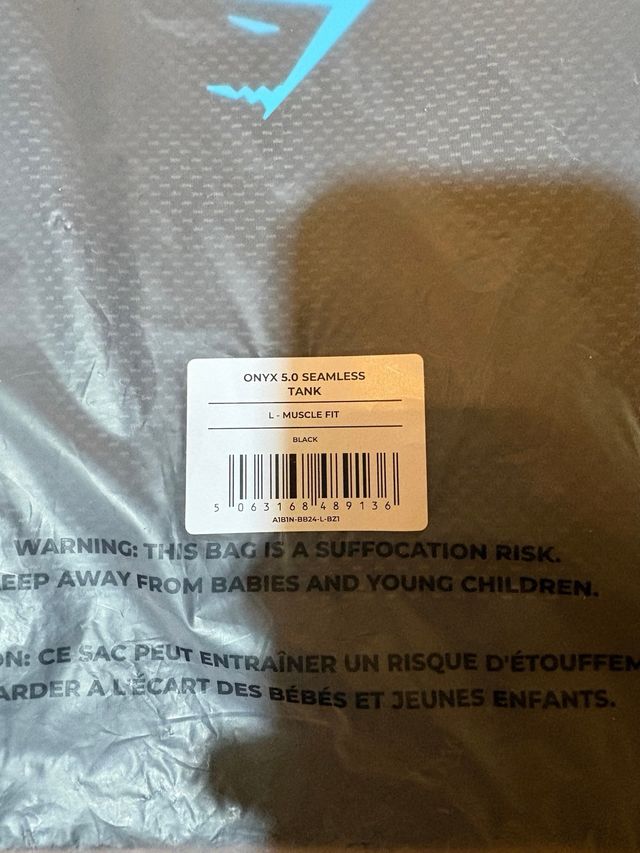 ONYX 5.0 SEAMLESS
TANK
L - MUSCLE FIT
BLACK
5 063168 489136
A1B1N-BB24-L-BZ1
WARNING: THIS BAG IS A SUFFOCATION RISK.
EEP AWAY FROM BABIES AND YOUNG CHILDREN.
ON: CE SAC PEUT ENTRAÎNER UN RISQUE D'ÉTOUFFEM
ARDER À L'ÉCART DES BÉBÉS ET JEUNES ENFANTS.